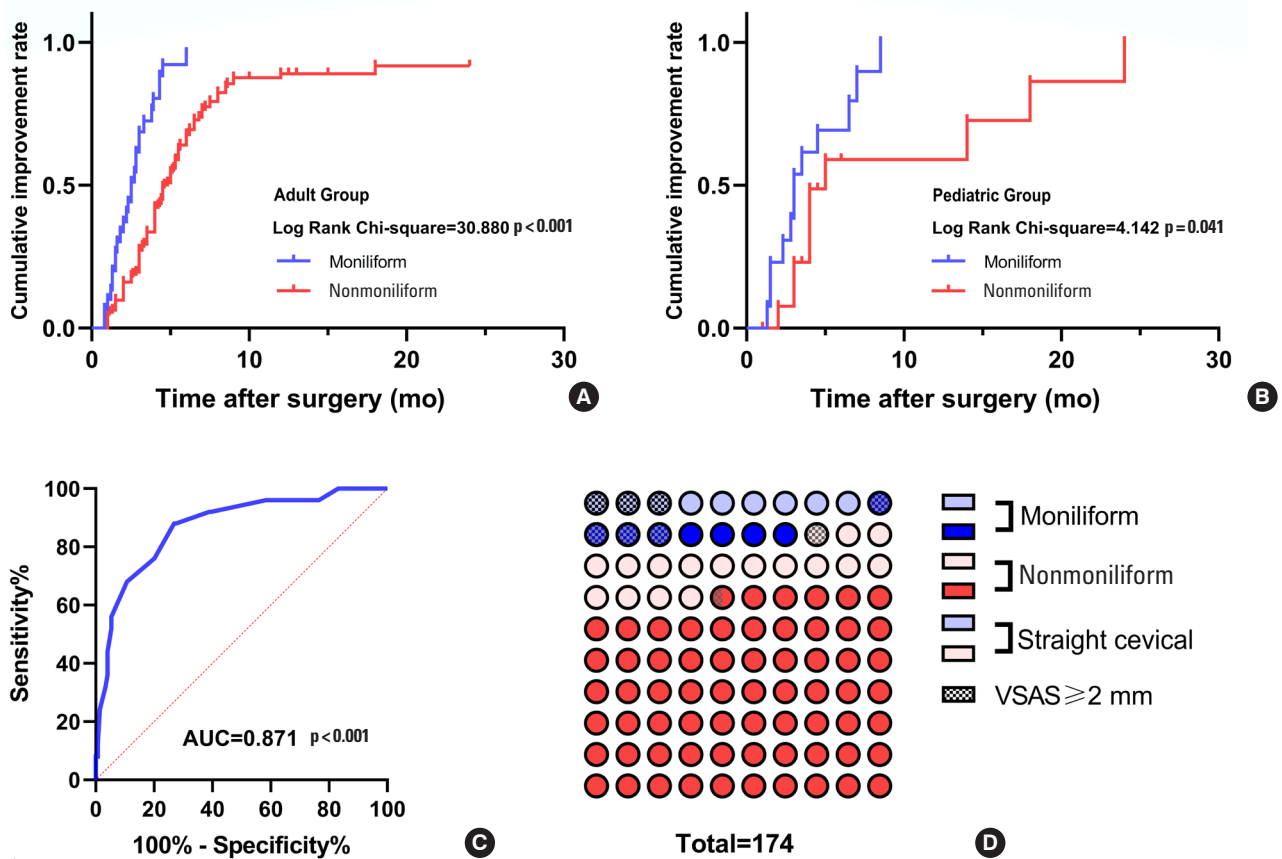 Cumulative improvement rate
1.0
0.5
0.0
0
10
20
30
Time after surgery (mo)
Adult Group
Log Rank Chi-square=30.880 p<0.001
Moniliform
Nonmoniliform
A
Cumulative improvement rate
1.0
0.5
0.0
0
10
20
30
Time after surgery (mo)
Pediatric Group
Log Rank Chi-square=4.142 p=0.041
Moniliform
Nonmoniliform
B
Sensitivity%
100
80
60
40
20
0
0
20
40
60
80
100
100% - Specificity%
AUC=0.871 p<0.001
C
Moniliform
Nonmoniliform
Straight cevical
VSAS≥2 mm
Total=174
D